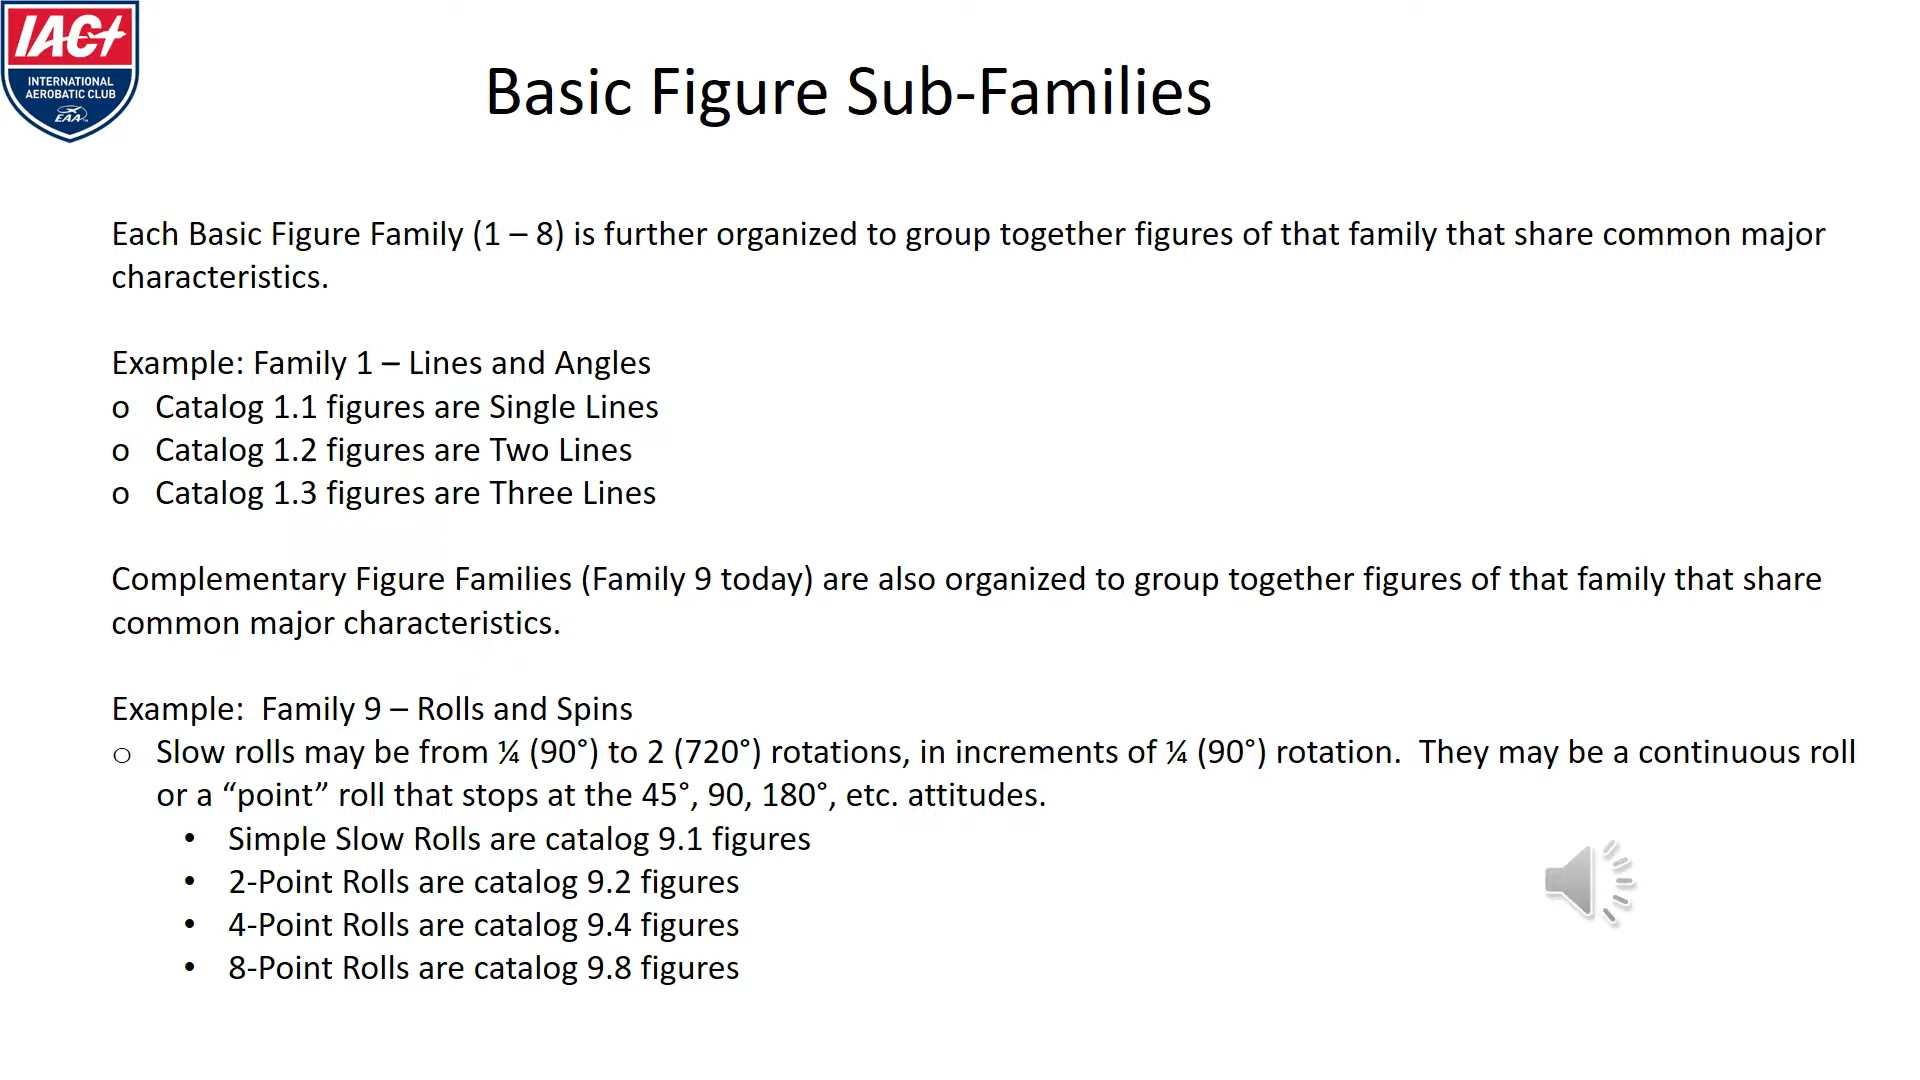 IAC
INTERNATIONAL
AEROBATIC CLUB
EAA
Basic Figure Sub-Families
Each Basic Figure Family (1 – 8) is further organized to group together figures of that family that share common major
characteristics.
Example: Family 1 – Lines and Angles
o Catalog 1.1 figures are Single Lines
o Catalog 1.2 figures are Two Lines
o Catalog 1.3 figures are Three Lines
Complementary Figure Families (Family 9 today) are also organized to group together figures of that family that share
common major characteristics.
Example: Family 9 – Rolls and Spins
o Slow rolls may be from ¼ (90°) to 2 (720°) rotations, in increments of ¼ (90°) rotation. They may be a continuous roll
or a “point” roll that stops at the 45°, 90, 180°, etc. attitudes.
• Simple Slow Rolls are catalog 9.1 figures
• 2-Point Rolls are catalog 9.2 figures
• 4-Point Rolls are catalog 9.4 figures
• 8-Point Rolls are catalog 9.8 figures